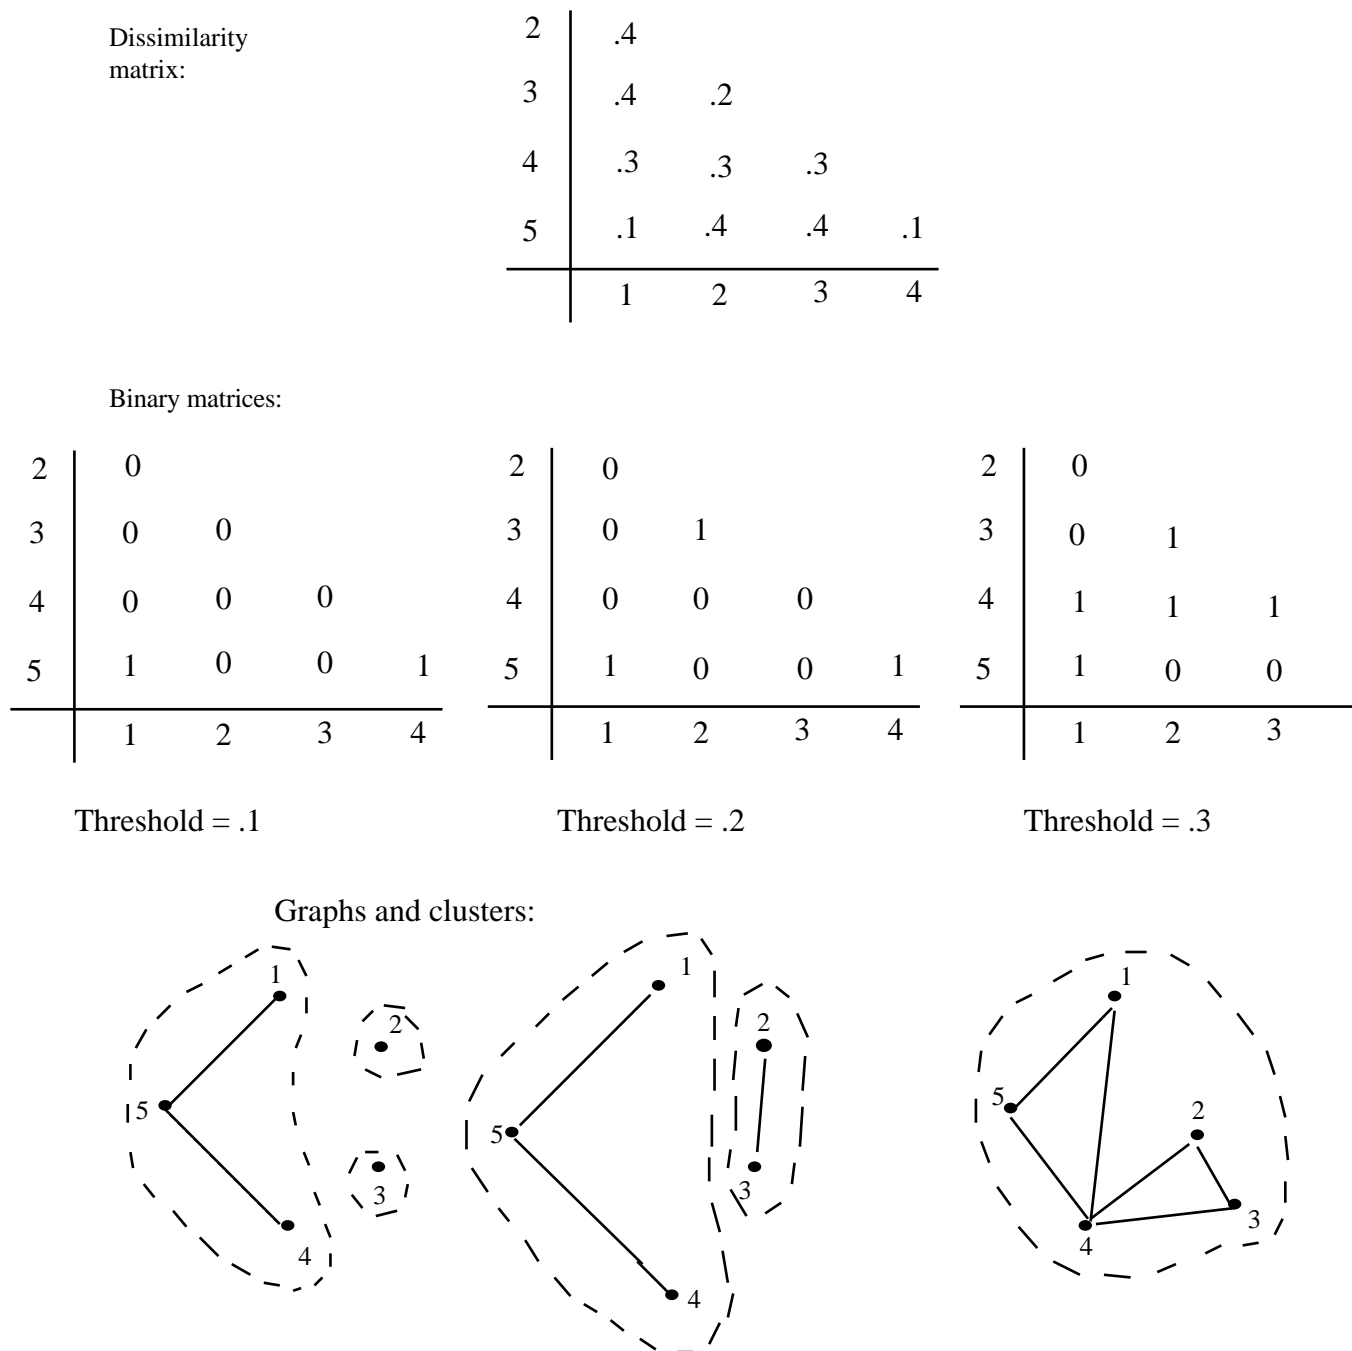 Dissimilarity
matrix:
2 .4
3 .4 .2
4 .3 .3 .3
5 .1 .4 .4 .1
1 2 3 4
Binary matrices:
2 0
3 0 0
4 0 0 0
5 1 0 0 1
1 2 3 4
Threshold = .1
2 0
3 0 1
4 0 0 0
5 1 0 0 1
1 2 3 4
Threshold = .2
2 0
3 0 1
4 1 1 1
5 1 0 0
1 2 3
Threshold = .3
Graphs and clusters:
1
2
5
3
4
1
2
5
3
4
1
5
2
3
4